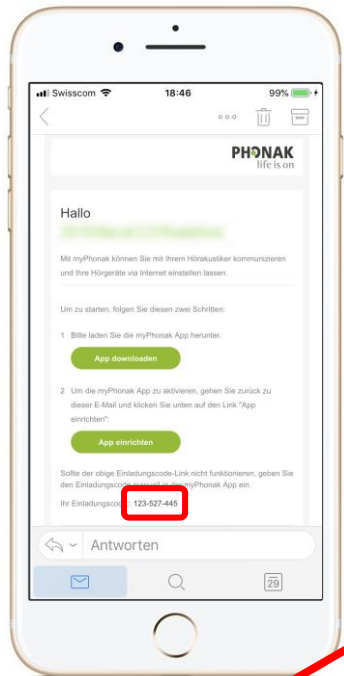 Swisscom 18:46 99%
PHONAK
life is on
Hallo
Mit myPhonak können Sie mit Ihrem Hörakustiker kommunizieren
und Ihre Hörgeräte via Internet einstellen lassen.
Um zu starten, folgen Sie diesen zwei Schritten:
1 Bitte laden Sie die myPhonak App herunter.
App downloaden
2 Um die myPhonak App zu aktivieren, gehen Sie zurück zu
dieser E-Mail und klicken Sie unten auf den Link "App
einrichten":
App einrichten
Sollte der obige Einladungscode-Link nicht funktionieren, geben Sie
den Einladungscode manuell in der myPhonak App ein.
Ihr Einladungscode: 123-527-445
Antworten
29